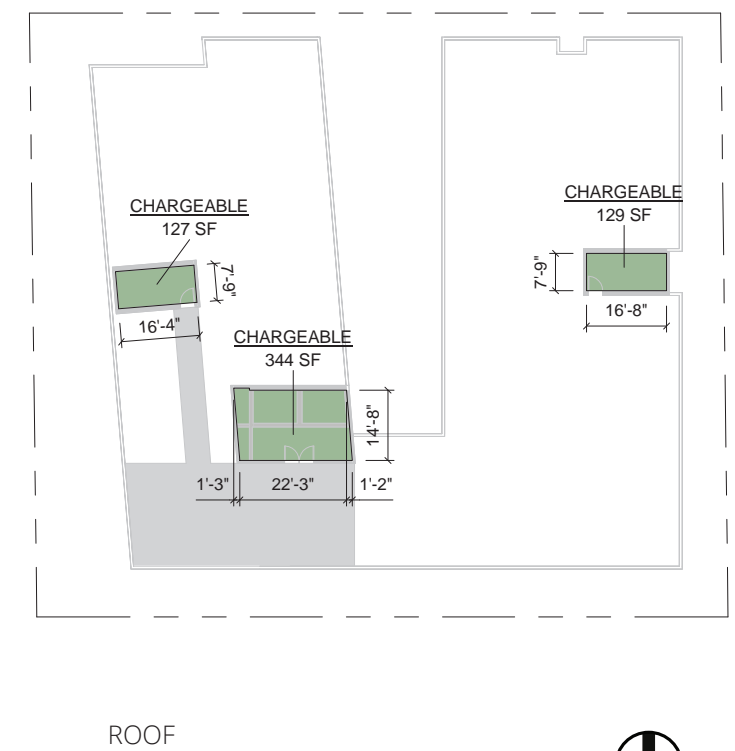 CHARGEABLE
129 SF
CHARGEABLE
127 SF
7'-9"
7'-9"
16'-8"
16'-4"
CHARGEABLE
344 SF
14'-8"
1'-3"
22'-3"
1'-2"
ROOF